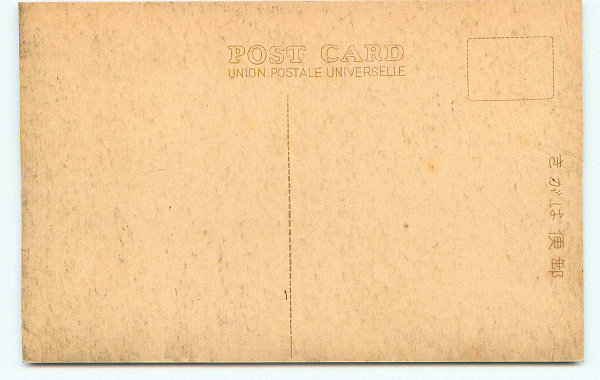 POST CARD
UNION POSTALE UNIVERSELLE
きがは便郵